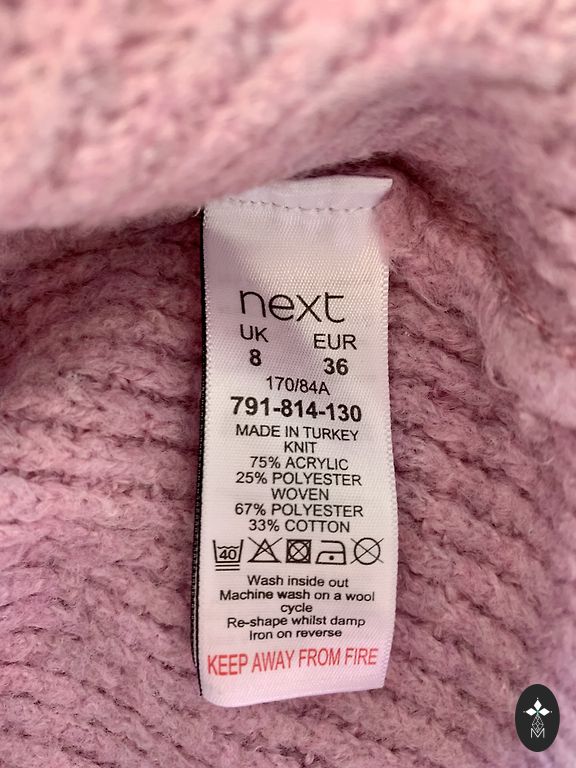 next
UK EUR
8 36
170/84A
791-814-130
MADE IN TURKEY
KNIT
75% ACRYLIC
25% POLYESTER
WOVEN
67% POLYESTER
33% COTTON
40
Wash inside out
Machine wash on a wool
cycle
Re-shape whilst damp
Iron on reverse
KEEP AWAY FROM FIRE
M